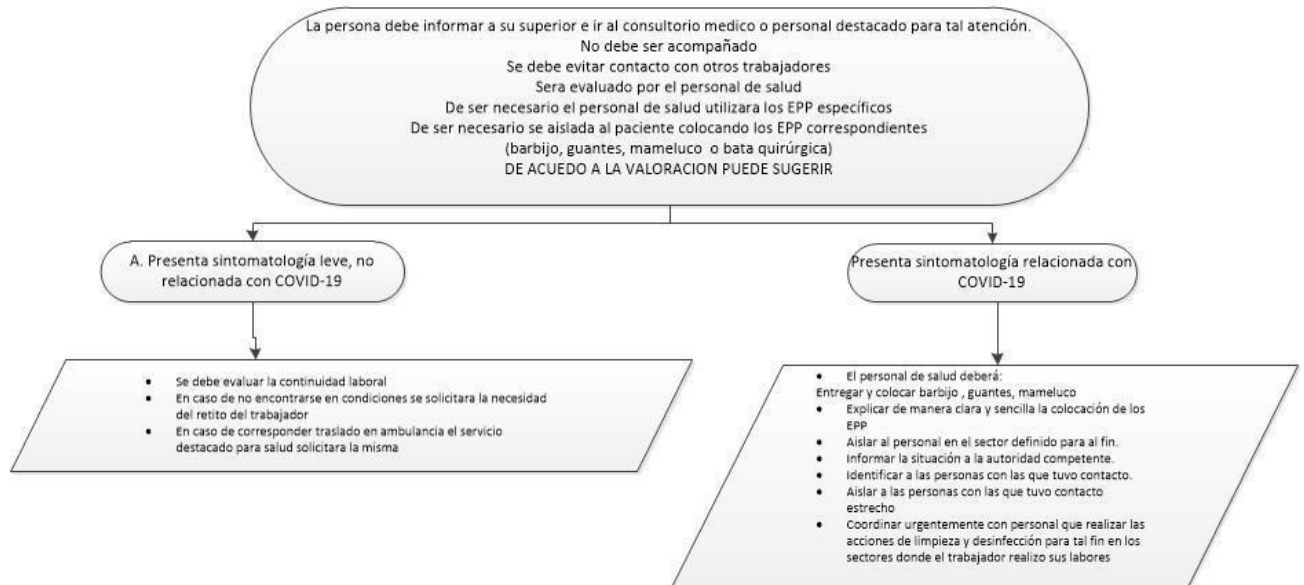 La persona debe informar a su superior e ir al consultorio medico o personal destacado para tal atención.
No debe ser acompañado
Se debe evitar contacto con otros trabajadores
Sera evaluado por el personal de salud
De ser necesario el personal de salud utilizara los EPP específicos
De ser necesario se aislada al paciente colocando los EPP correspondientes
(barbijo, guantes, mameluco o bata quirúrgica)
DE ACUEDO A LA VALORACION PUEDE SUGERIR
A. Presenta sintomatología leve, no
relacionada con COVID-19
Presenta sintomatología relacionada con
COVID-19
• Se debe evaluar la continuidad laboral
• En caso de no encontrarse en condiciones se solicitara la necesidad
del retito del trabajador
• En caso de corresponder traslado en ambulancia el servicio
destacado para salud solicitara la misma
• El personal de salud deberá:
Entregar y colocar barbijo , guantes, mameluco
• Explicar de manera clara y sencilla la colocación de los
EPP
• Aislar al personal en el sector definido para al fin.
• Informar la situación a la autoridad competente.
• Identificar a las personas con las que tuvo contacto.
• Aislar a las personas con las que tuvo contacto
estrecho
• Coordinar urgentemente con personal que realizar las
acciones de limpieza y desinfección para tal fin en los
sectores donde el trabajador realizo sus labores